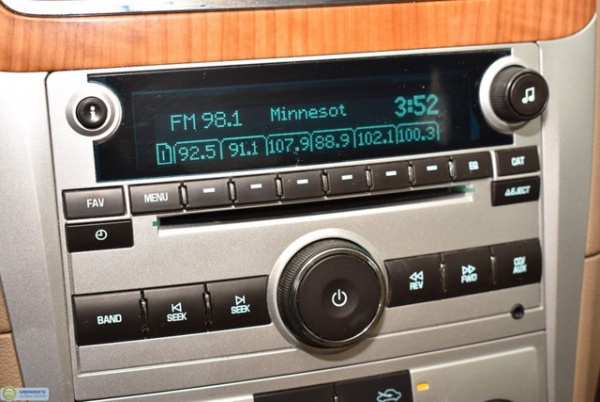 FM 98.1 Minnesot 3:52
1 92.5 91.1 107.9 88.9 102.1 100.3
i
FAV MENU EQ CAT
EJECT
BAND SEEK SEEK REV FWD CD/AUX